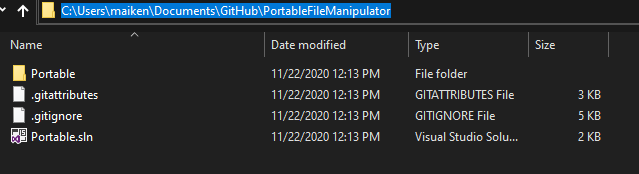 C:\Users\maiken\Documents\GitHub\PortableFileManipulator
Name Date modified Type Size
Portable 11/22/2020 12:13 PM File folder
.gitattributes 11/22/2020 12:13 PM GITATTRIBUTES File 3 KB
.gitignore 11/22/2020 12:13 PM GITIGNORE File 5 KB
Portable.sln 11/22/2020 12:13 PM Visual Studio Solu... 2 KB